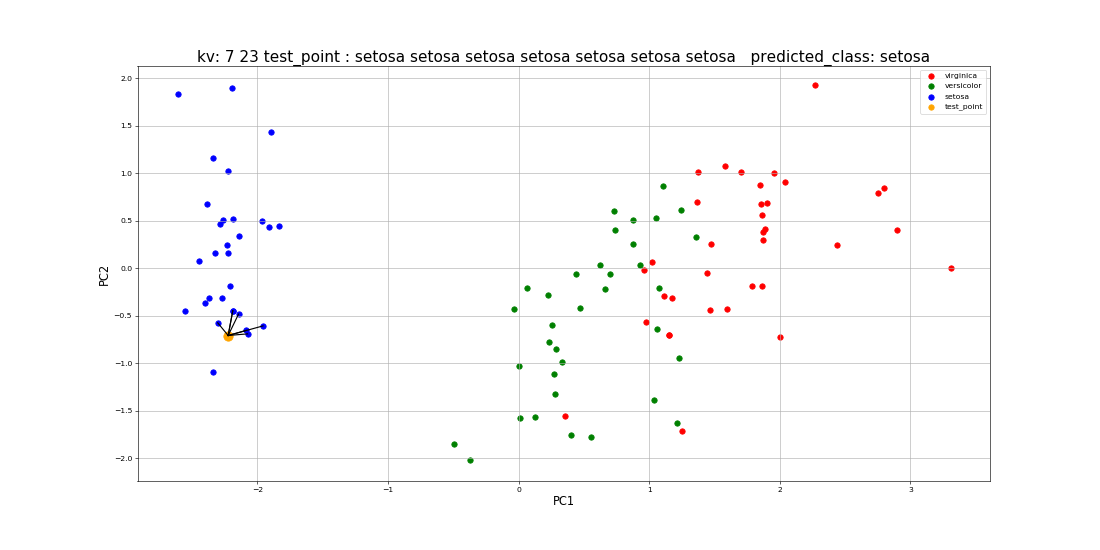 kv: 7 23 test_point : setosa setosa setosa setosa setosa setosa setosa   predicted_class: setosa
virginica
versicolor
setosa
test_point
2.0
1.5
1.0
0.5
0.0
−0.5
−1.0
−1.5
−2.0
PC2
−2 −1 0 1 2 3
PC1